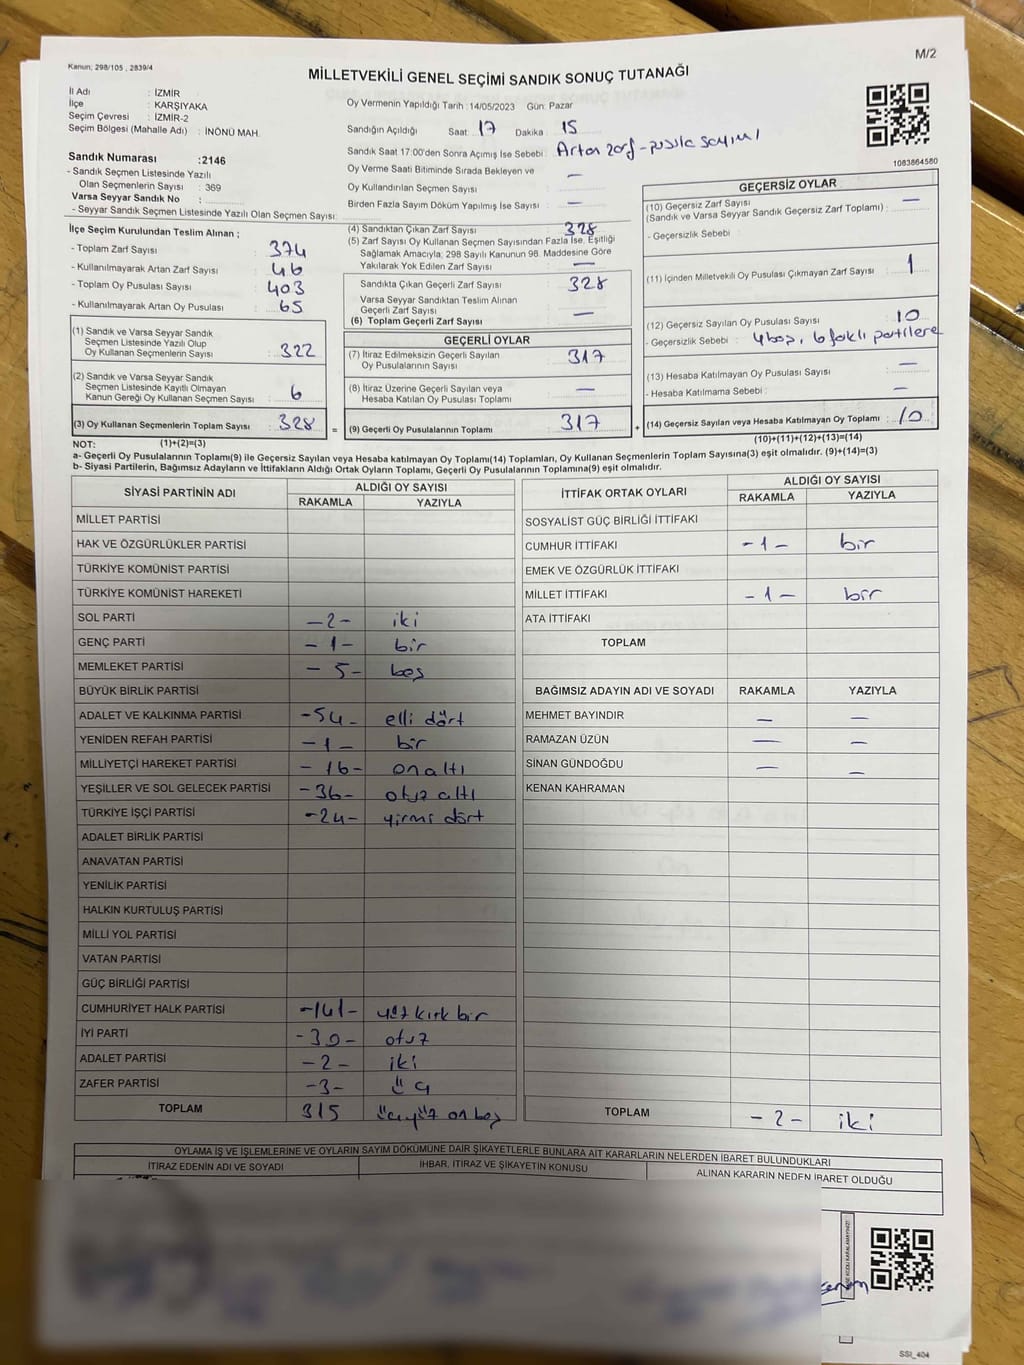 M/2
Kanun; 298/105 , 2839/4
MİLLETVEKİLİ GENEL SEÇİMİ SANDIK SONUÇ TUTANAĞI
İl Adı : İZMİR
İlçe : KARŞIYAKA
Seçim Çevresi : İZMİR-2
Seçim Bölgesi (Mahalle Adı) : İNÖNÜ MAH.
Oy Vermenin Yapıldığı Tarih :14/05/2023 Gün: Pazar
Sandığın Açıldığı Saat: 17 Dakika : 15
Sandık Saat 17:00'den Sonra Açılmış İse Sebebi : Artan zarf - pusula sayımı
Oy Verme Saati Bitiminde Sırada Bekleyen ve
Oy Kullandırılan Seçmen Sayısı : —
Birden Fazla Sayım Döküm Yapılmış İse Sayısı : —
1083864580
Sandık Numarası :2146
- Sandık Seçmen Listesinde Yazılı
Olan Seçmenlerin Sayısı : 369
Varsa Seyyar Sandık No :
- Seyyar Sandık Seçmen Listesinde Yazılı Olan Seçmen Sayısı:
İlçe Seçim Kurulundan Teslim Alınan ;
- Toplam Zarf Sayısı : 374
- Kullanılmayarak Artan Zarf Sayısı : 46
- Toplam Oy Pusulası Sayısı : 403
- Kullanılmayarak Artan Oy Pusulası : 65
(1) Sandık ve Varsa Seyyar Sandık
Seçmen Listesinde Yazılı Olup
Oy Kullanan Seçmenlerin Sayısı : 322
(2) Sandık ve Varsa Seyyar Sandık
Seçmen Listesinde Kayıtlı Olmayan
Kanun Gereği Oy Kullanan Seçmen Sayısı : 6
(3) Oy Kullanan Seçmenlerin Toplam Sayısı : 328 =
(4) Sandıktan Çıkan Zarf Sayısı : 328
(5) Zarf Sayısı Oy Kullanan Seçmen Sayısından Fazla İse, Eşitliği
Sağlamak Amacıyla; 298 Sayılı Kanunun 98. Maddesine Göre
Yakılarak Yok Edilen Zarf Sayısı : —
Sandıkta Çıkan Geçerli Zarf Sayısı : 328
Varsa Seyyar Sandıktan Teslim Alınan
Geçerli Zarf Sayısı : —
(6) Toplam Geçerli Zarf Sayısı :
GEÇERLİ OYLAR
(7) İtiraz Edilmeksizin Geçerli Sayılan
Oy Pusulalarının Sayısı : 317
(8) İtiraz Üzerine Geçerli Sayılan veya
Hesaba Katılan Oy Pusulası Toplamı : —
(9) Geçerli Oy Pusulalarının Toplamı : 317 +
GEÇERSİZ OYLAR
(10) Geçersiz Zarf Sayısı
(Sandık ve Varsa Seyyar Sandık Geçersiz Zarf Toplamı) : —
- Geçersizlik Sebebi :
(11) İçinden Milletvekili Oy Pusulası Çıkmayan Zarf Sayısı : 1
(12) Geçersiz Sayılan Oy Pusulası Sayısı : 10
- Geçersizlik Sebebi : 4 boş, 6 faklı partilere
(13) Hesaba Katılmayan Oy Pusulası Sayısı : —
- Hesaba Katılmama Sebebi : —
(14) Geçersiz Sayılan veya Hesaba Katılmayan Oy Toplamı : 10
NOT: (1)+(2)=(3)
(10)+(11)+(12)+(13)=(14)
a- Geçerli Oy Pusulalarının Toplamı(9) ile Geçersiz Sayılan veya Hesaba katılmayan Oy Toplamı(14) Toplamları, Oy Kullanan Seçmenlerin Toplam Sayısına(3) eşit olmalıdır. (9)+(14)=(3)
b- Siyasi Partilerin, Bağımsız Adayların ve İttifakların Aldığı Ortak Oyların Toplamı, Geçerli Oy Pusulalarının Toplamına(9) eşit olmalıdır.
SİYASİ PARTİNİN ADI ALDIĞI OY SAYISI
RAKAMLA YAZIYLA
MİLLET PARTİSİ
HAK VE ÖZGÜRLÜKLER PARTİSİ
TÜRKİYE KOMÜNİST PARTİSİ
TÜRKİYE KOMÜNİST HAREKETİ
SOL PARTİ -2- iki
GENÇ PARTİ -1- bir
MEMLEKET PARTİSİ -5- beş
BÜYÜK BİRLİK PARTİSİ
ADALET VE KALKINMA PARTİSİ -54- elli dört
YENİDEN REFAH PARTİSİ -1- bir
MİLLİYETÇİ HAREKET PARTİSİ -16- on altı
YEŞİLLER VE SOL GELECEK PARTİSİ -36- otuz altı
TÜRKİYE İŞÇİ PARTİSİ -24- yirmi dört
ADALET BİRLİK PARTİSİ
ANAVATAN PARTİSİ
YENİLİK PARTİSİ
HALKIN KURTULUŞ PARTİSİ
MİLLİ YOL PARTİSİ
VATAN PARTİSİ
GÜÇ BİRLİĞİ PARTİSİ
CUMHURİYET HALK PARTİSİ -141- yüz kırk bir
İYİ PARTİ -30- otuz
ADALET PARTİSİ -2- iki
ZAFER PARTİSİ -3- üç
TOPLAM 315 üçyüz on beş
İTTİFAK ORTAK OYLARI ALDIĞI OY SAYISI
RAKAMLA YAZIYLA
SOSYALİST GÜÇ BİRLİĞİ İTTİFAKI
CUMHUR İTTİFAKI -1- bir
EMEK VE ÖZGÜRLÜK İTTİFAKI
MİLLET İTTİFAKI -1- bir
ATA İTTİFAKI
TOPLAM
BAĞIMSIZ ADAYIN ADI VE SOYADI RAKAMLA YAZIYLA
MEHMET BAYINDIR — —
RAMAZAN ÜZÜN — —
SİNAN GÜNDOĞDU — —
KENAN KAHRAMAN
TOPLAM -2- iki
OYLAMA İŞ VE İŞLEMLERİNE VE OYLARIN SAYIM DÖKÜMÜNE DAİR ŞİKAYETLERLE BUNLARA AİT KARARLARIN NELERDEN İBARET BULUNDUKLARI
İTİRAZ EDENİN ADI VE SOYADI İHBAR, İTİRAZ VE ŞİKAYETİN KONUSU ALINAN KARARIN NEDEN İBARET OLDUĞU
SSI_404